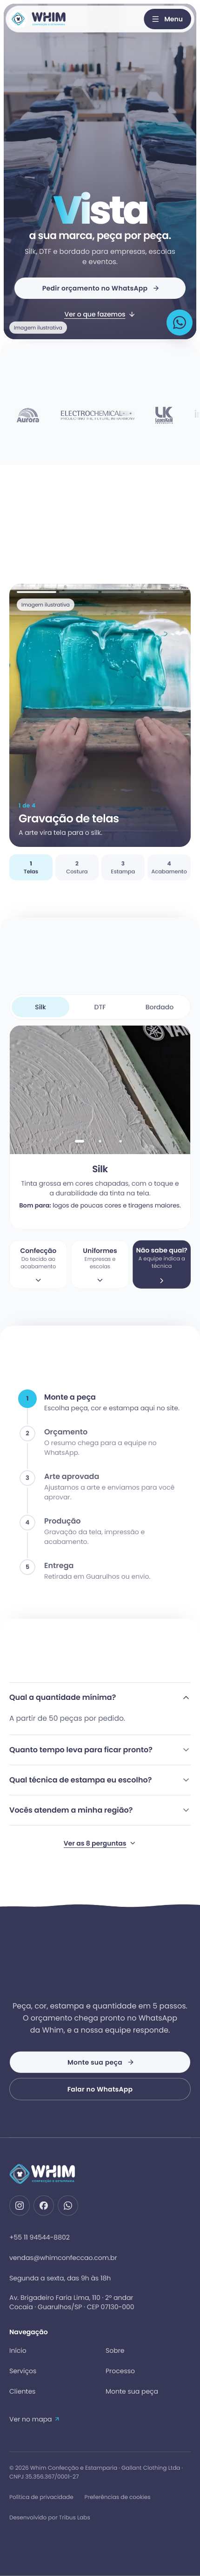 WHIM
Menu
Vista
a sua marca, peça por peça.
Silk, DTF e bordado para empresas, escolas
e eventos.
Pedir orçamento no WhatsApp
Ver o que fazemos
Imagem ilustrativa
Aurora
ELECTROCHEMICAL
LK
Imagem ilustrativa
1 de 4
Gravação de telas
A arte vira tela para o silk.
1
Telas
2
Costura
3
Estampa
4
Acabamento
Silk
DTF
Bordado
Silk
Tinta grossa em cores chapadas, com o toque e
a durabilidade da tinta na tela.
Bom para: logos de poucas cores e tiragens maiores.
Confecção
Do tecido ao
acabamento
Uniformes
Empresas e
escolas
Não sabe qual?
A equipe indica a
técnica
1
Monte a peça
Escolha peça, cor e estampa aqui no site.
2
Orçamento
O resumo chega para a equipe no
WhatsApp.
3
Arte aprovada
Ajustamos a arte e enviamos para você
aprovar.
4
Produção
Gravação da tela, impressão e
acabamento.
5
Entrega
Retirada em Guarulhos ou envio.
Qual a quantidade mínima?
A partir de 50 peças por pedido.
Quanto tempo leva para ficar pronto?
Qual técnica de estampa eu escolho?
Vocês atendem a minha região?
Ver as 8 perguntas
Peça, cor, estampa e quantidade em 5 passos.
O orçamento chega pronto no WhatsApp
da Whim, e a nossa equipe responde.
Monte sua peça
Falar no WhatsApp
WHIM
+55 11 94544-8802
vendas@whimconfeccao.com.br
Segunda a sexta, das 9h às 18h
Av. Brigadeiro Faria Lima, 110 · 2º andar
Cocaia · Guarulhos/SP · CEP 07130-000
Navegação
Início
Sobre
Serviços
Processo
Clientes
Monte sua peça
Ver no mapa
© 2026 Whim Confecção e Estamparia · Gallant Clothing Ltda ·
CNPJ 35.356.367/0001-27
Política de privacidade
Preferências de cookies
Desenvolvido por Tribus Labs